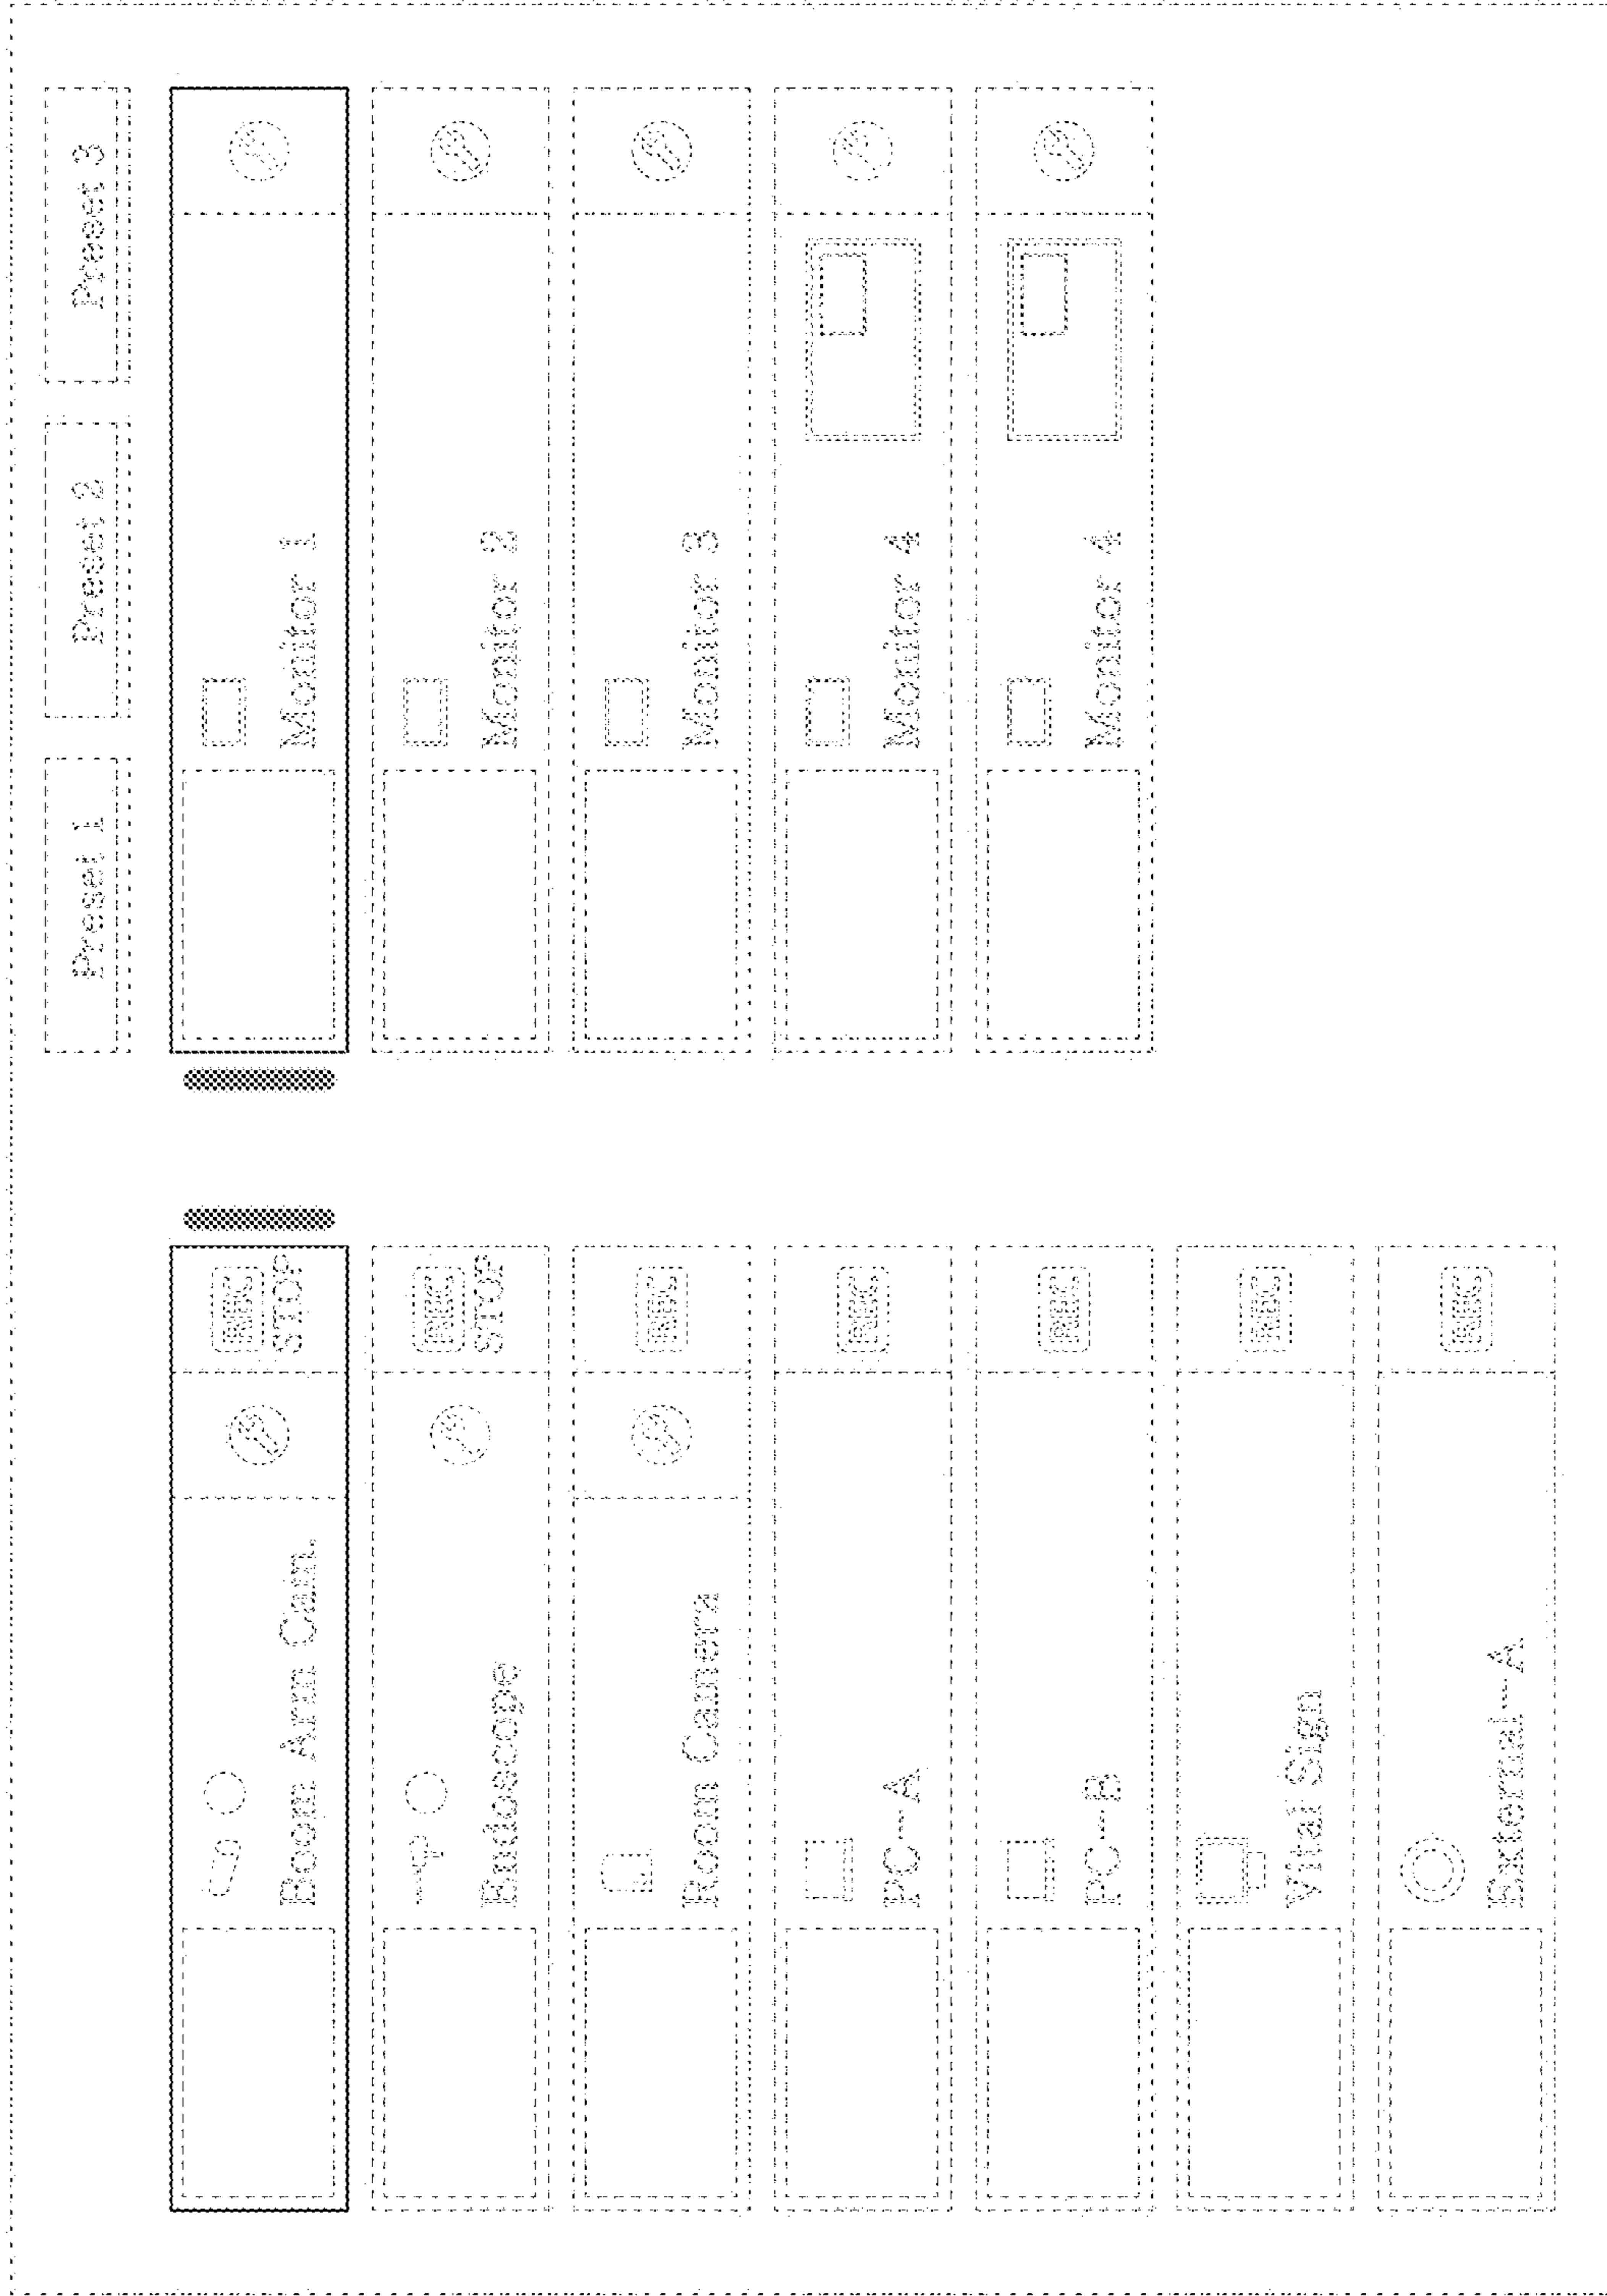 Preset 1
Preset 2
Preset 3
Boom Arm Cam.
REC
STOP
Endoscope
REC
STOP
Room Camera
REC
PC-A
REC
PC-B
REC
Vital Sign
REC
External-A
REC
Monitor 1
Monitor 2
Monitor 3
Monitor 4
Monitor 4